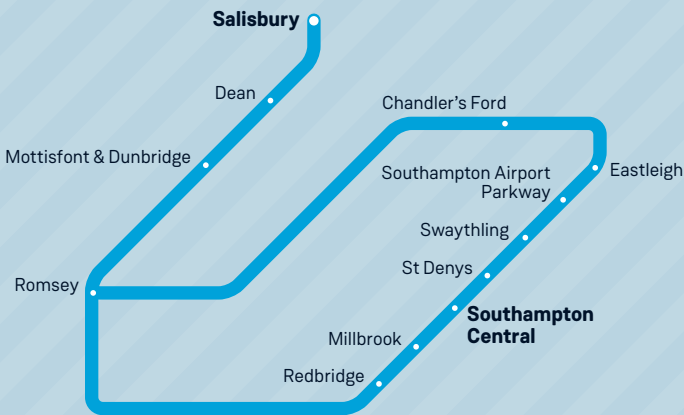 Salisbury
Dean
Chandler’s Ford
Mottisfont & Dunbridge
Southampton Airport
Parkway
Eastleigh
Swaythling
St Denys
Romsey
Southampton
Central
Millbrook
Redbridge